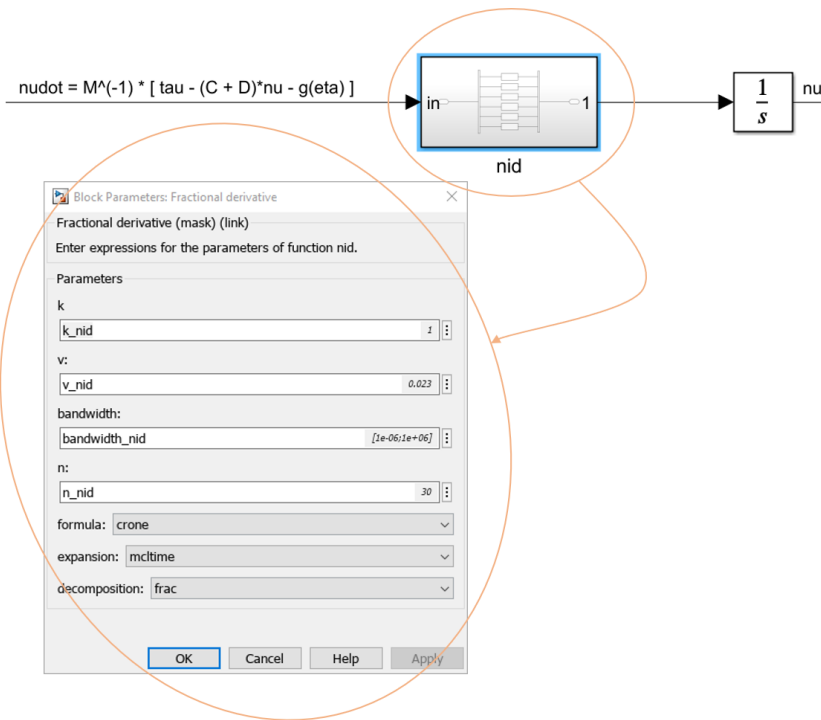 nudot = M^(-1) * [ tau - (C + D)*nu - g(eta) ]
in
1
nid
1
s
nu
Block Parameters: Fractional derivative
Fractional derivative (mask) (link)
Enter expressions for the parameters of function nid.
Parameters
k
k_nid 1
v:
v_nid 0.023
bandwidth:
bandwidth_nid [1e-06;1e+06]
n:
n_nid 30
formula: crone
expansion: mcltime
decomposition: frac
OK Cancel Help Apply